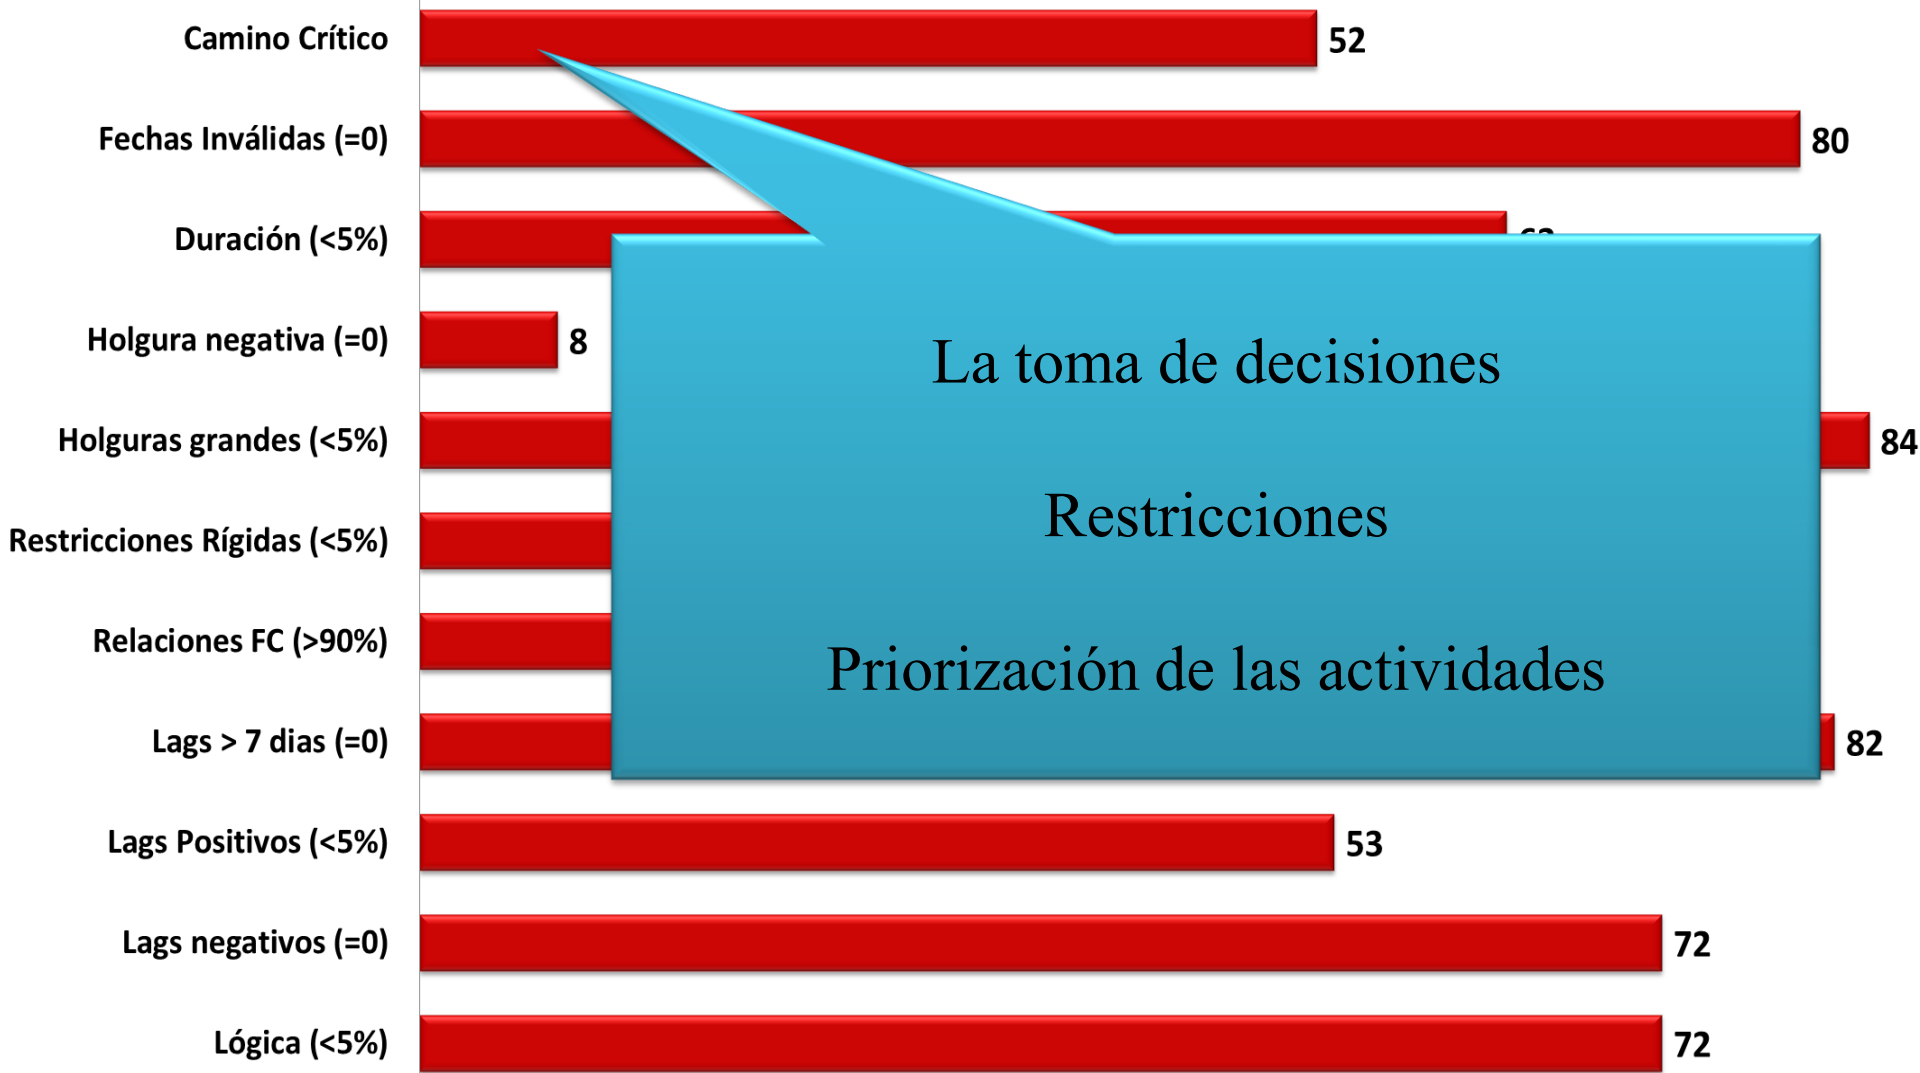 Camino Crítico 52
Fechas Inválidas (=0) 80
Duración (<5%)
Holgura negativa (=0) 8
Holguras grandes (<5%) 84
Restricciones Rígidas (<5%)
Relaciones FC (>90%)
Lags > 7 dias (=0) 82
Lags Positivos (<5%) 53
Lags negativos (=0) 72
Lógica (<5%) 72
La toma de decisiones
Restricciones
Priorización de las actividades